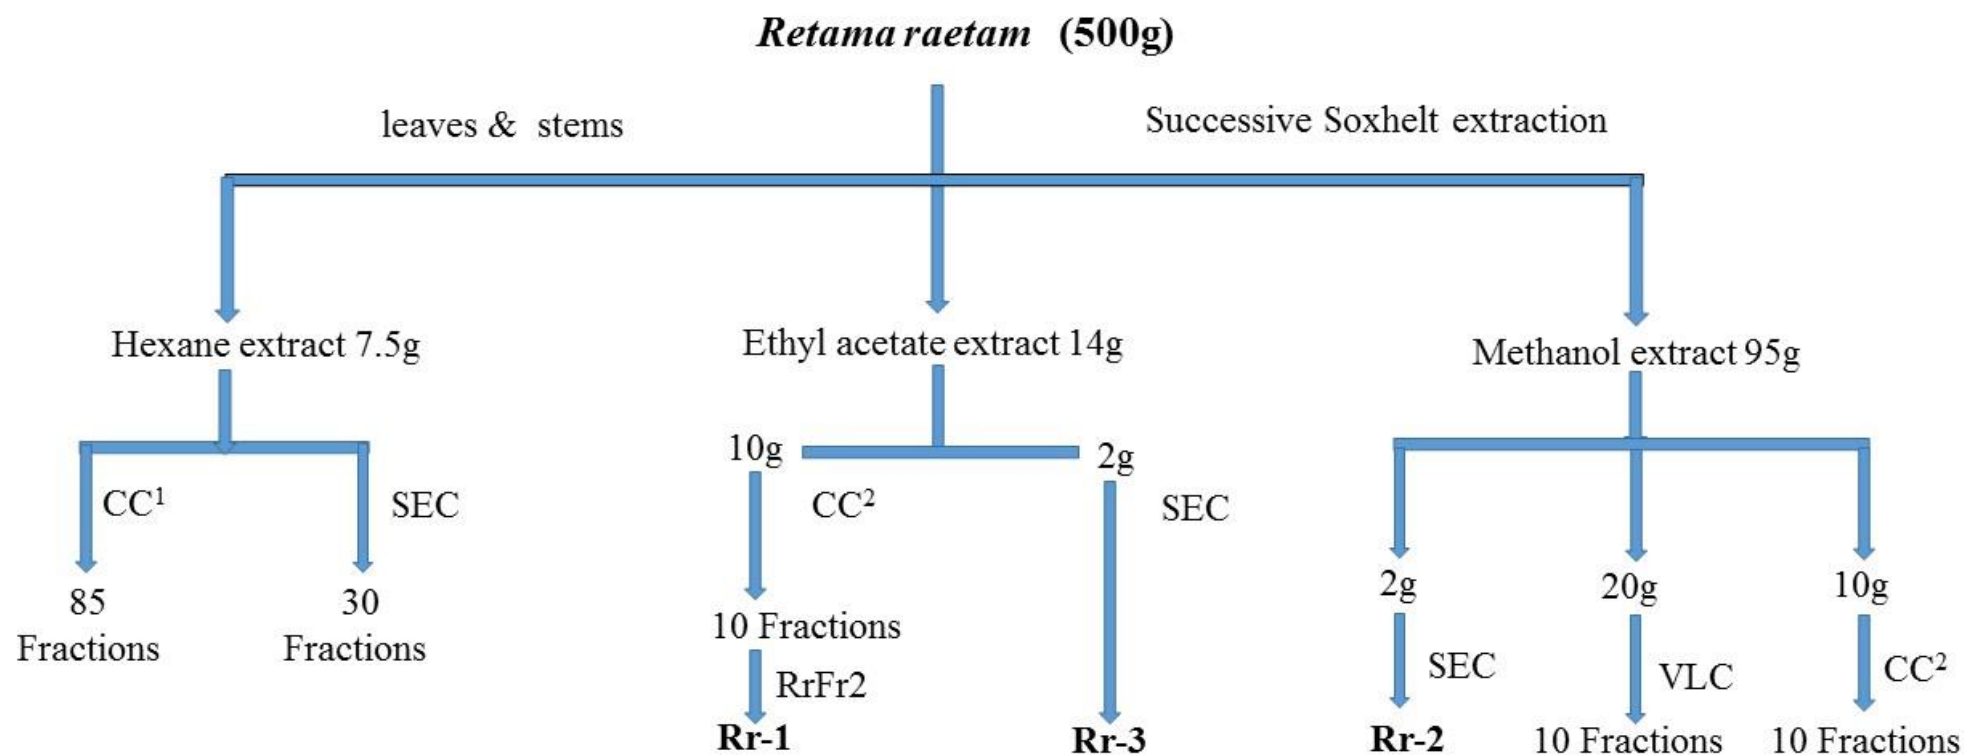 Retama raetam (500g)
leaves & stems
Successive Soxhelt extraction
Hexane extract 7.5g
Ethyl acetate extract 14g
Methanol extract 95g
CC¹
SEC
85
Fractions
30
Fractions
10g
2g
CC²
SEC
10 Fractions
RrFr2
Rr-1
Rr-3
2g
20g
10g
SEC
VLC
CC²
Rr-2
10 Fractions
10 Fractions